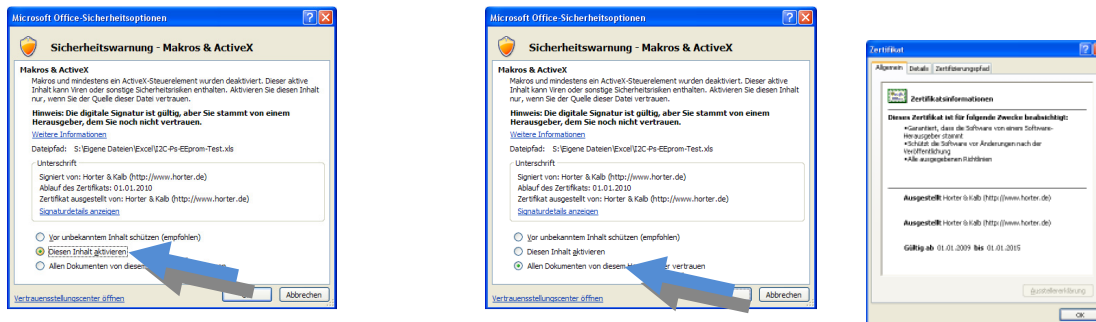 Microsoft Office-Sicherheitsoptionen
Sicherheitswarnung - Makros & ActiveX
Makros & ActiveX
Makros und mindestens ein ActiveX-Steuerelement wurden deaktiviert. Dieser aktive
Inhalt kann Viren oder sonstige Sicherheitsrisiken enthalten. Aktivieren Sie diesen Inhalt
nur, wenn Sie der Quelle dieser Datei vertrauen.
Hinweis: Die digitale Signatur ist gültig, aber Sie stammt von einem
Herausgeber, dem Sie noch nicht vertrauen.
Weitere Informationen
Dateipfad: S:\Eigene Dateien\Excel\I2C-Ps-EEprom-Test.xls
Unterschrift
Signiert von: Horter & Kalb (http://www.horter.de)
Ablauf des Zertifikats: 01.01.2010
Zertifikat ausgestellt von: Horter & Kalb (http://www.horter.de)
Signaturdetails anzeigen
Vor unbekanntem Inhalt schützen (empfohlen)
Diesen Inhalt aktivieren
Allen Dokumenten von diesem
Vertrauensstellungscenter öffnen
Abbrechen
Microsoft Office-Sicherheitsoptionen
Sicherheitswarnung - Makros & ActiveX
Makros & ActiveX
Makros und mindestens ein ActiveX-Steuerelement wurden deaktiviert. Dieser aktive
Inhalt kann Viren oder sonstige Sicherheitsrisiken enthalten. Aktivieren Sie diesen Inhalt
nur, wenn Sie der Quelle dieser Datei vertrauen.
Hinweis: Die digitale Signatur ist gültig, aber Sie stammt von einem
Herausgeber, dem Sie noch nicht vertrauen.
Weitere Informationen
Dateipfad: S:\Eigene Dateien\Excel\I2C-Ps-EEprom-Test.xls
Unterschrift
Signiert von: Horter & Kalb (http://www.horter.de)
Ablauf des Zertifikats: 01.01.2010
Zertifikat ausgestellt von: Horter & Kalb (http://www.horter.de)
Signaturdetails anzeigen
Vor unbekanntem Inhalt schützen (empfohlen)
Diesen Inhalt aktivieren
Allen Dokumenten von diesem vertrauen
Vertrauensstellungscenter öffnen
Abbrechen
Zertifikat
Allgemein Details Zertifizierungspfad
Zertifikatsinformationen
Dieses Zertifikat ist für folgende Zwecke beabsichtigt:
•Garantiert, dass die Software von einem Software-
Herausgeber stammt
•Schützt die Software vor Änderungen nach der
Veröffentlichung
•Alle ausgegebenen Richtlinien
Ausgestellt Horter & Kalb (http://www.horter.de)
Ausgestellt Horter & Kalb (http://www.horter.de)
Gültig ab 01.01.2009 bis 01.01.2015
Ausstellererklärung
OK